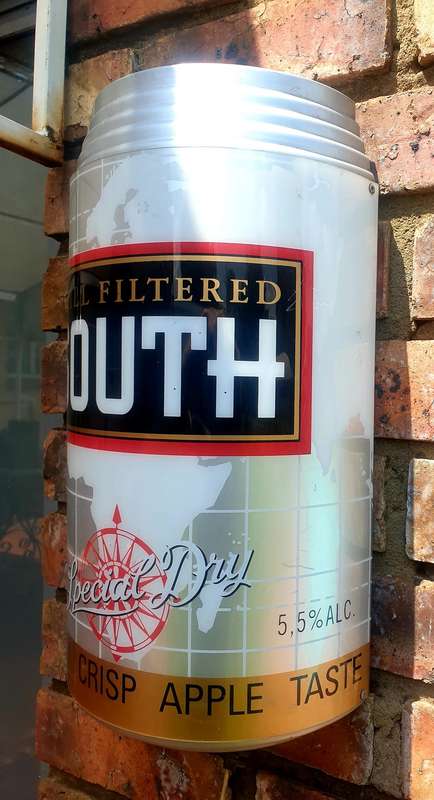 LL FILTERED
OUTH
Special Dry
5,5% ALC.
CRISP APPLE TASTE